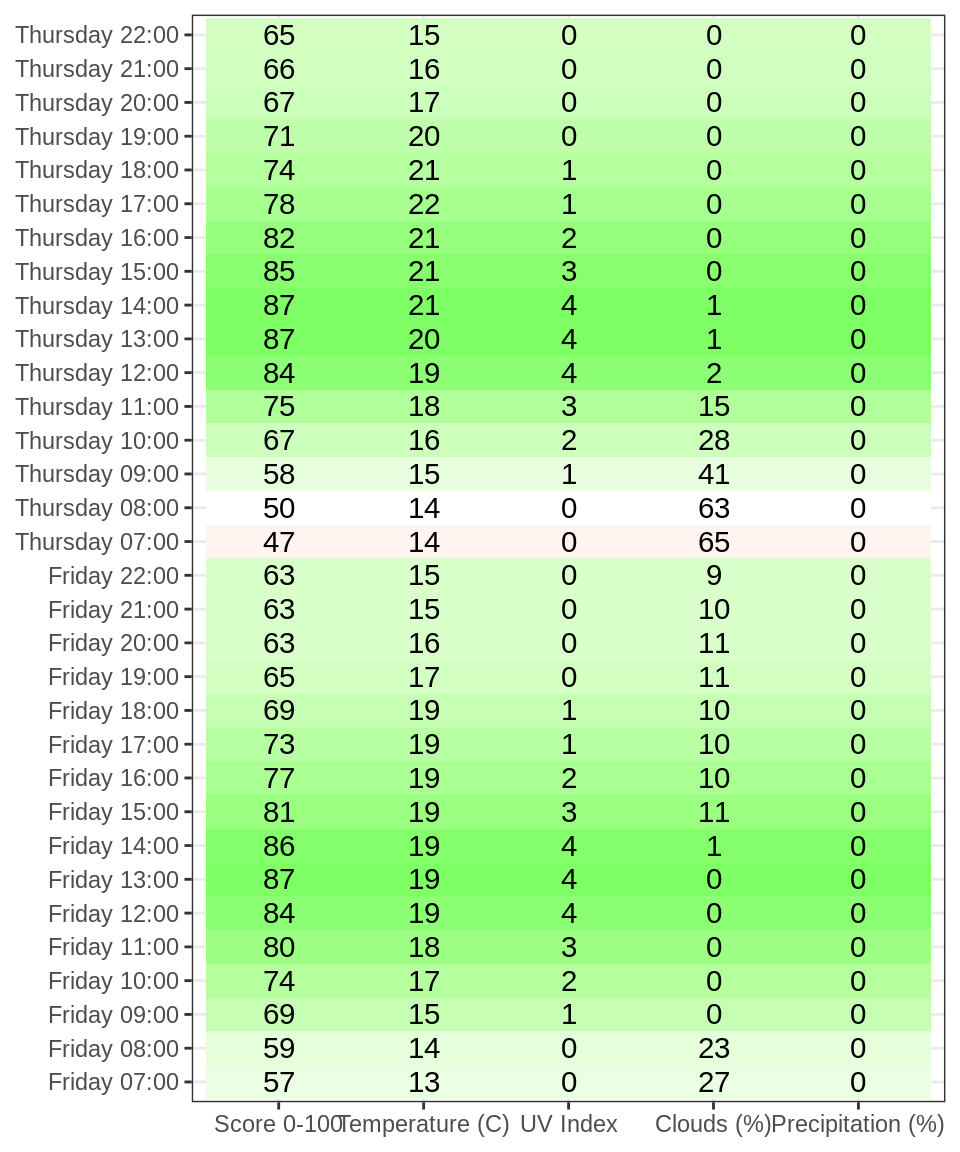 Thursday 22:00 65 15 0 0 0
Thursday 21:00 66 16 0 0 0
Thursday 20:00 67 17 0 0 0
Thursday 19:00 71 20 0 0 0
Thursday 18:00 74 21 1 0 0
Thursday 17:00 78 22 1 0 0
Thursday 16:00 82 21 2 0 0
Thursday 15:00 85 21 3 0 0
Thursday 14:00 87 21 4 1 0
Thursday 13:00 87 20 4 1 0
Thursday 12:00 84 19 4 2 0
Thursday 11:00 75 18 3 15 0
Thursday 10:00 67 16 2 28 0
Thursday 09:00 58 15 1 41 0
Thursday 08:00 50 14 0 63 0
Thursday 07:00 47 14 0 65 0
Friday 22:00 63 15 0 9 0
Friday 21:00 63 15 0 10 0
Friday 20:00 63 16 0 11 0
Friday 19:00 65 17 0 11 0
Friday 18:00 69 19 1 10 0
Friday 17:00 73 19 1 10 0
Friday 16:00 77 19 2 10 0
Friday 15:00 81 19 3 11 0
Friday 14:00 86 19 4 1 0
Friday 13:00 87 19 4 0 0
Friday 12:00 84 19 4 0 0
Friday 11:00 80 18 3 0 0
Friday 10:00 74 17 2 0 0
Friday 09:00 69 15 1 0 0
Friday 08:00 59 14 0 23 0
Friday 07:00 57 13 0 27 0
Score 0-100 Temperature (C) UV Index Clouds (%) Precipitation (%)